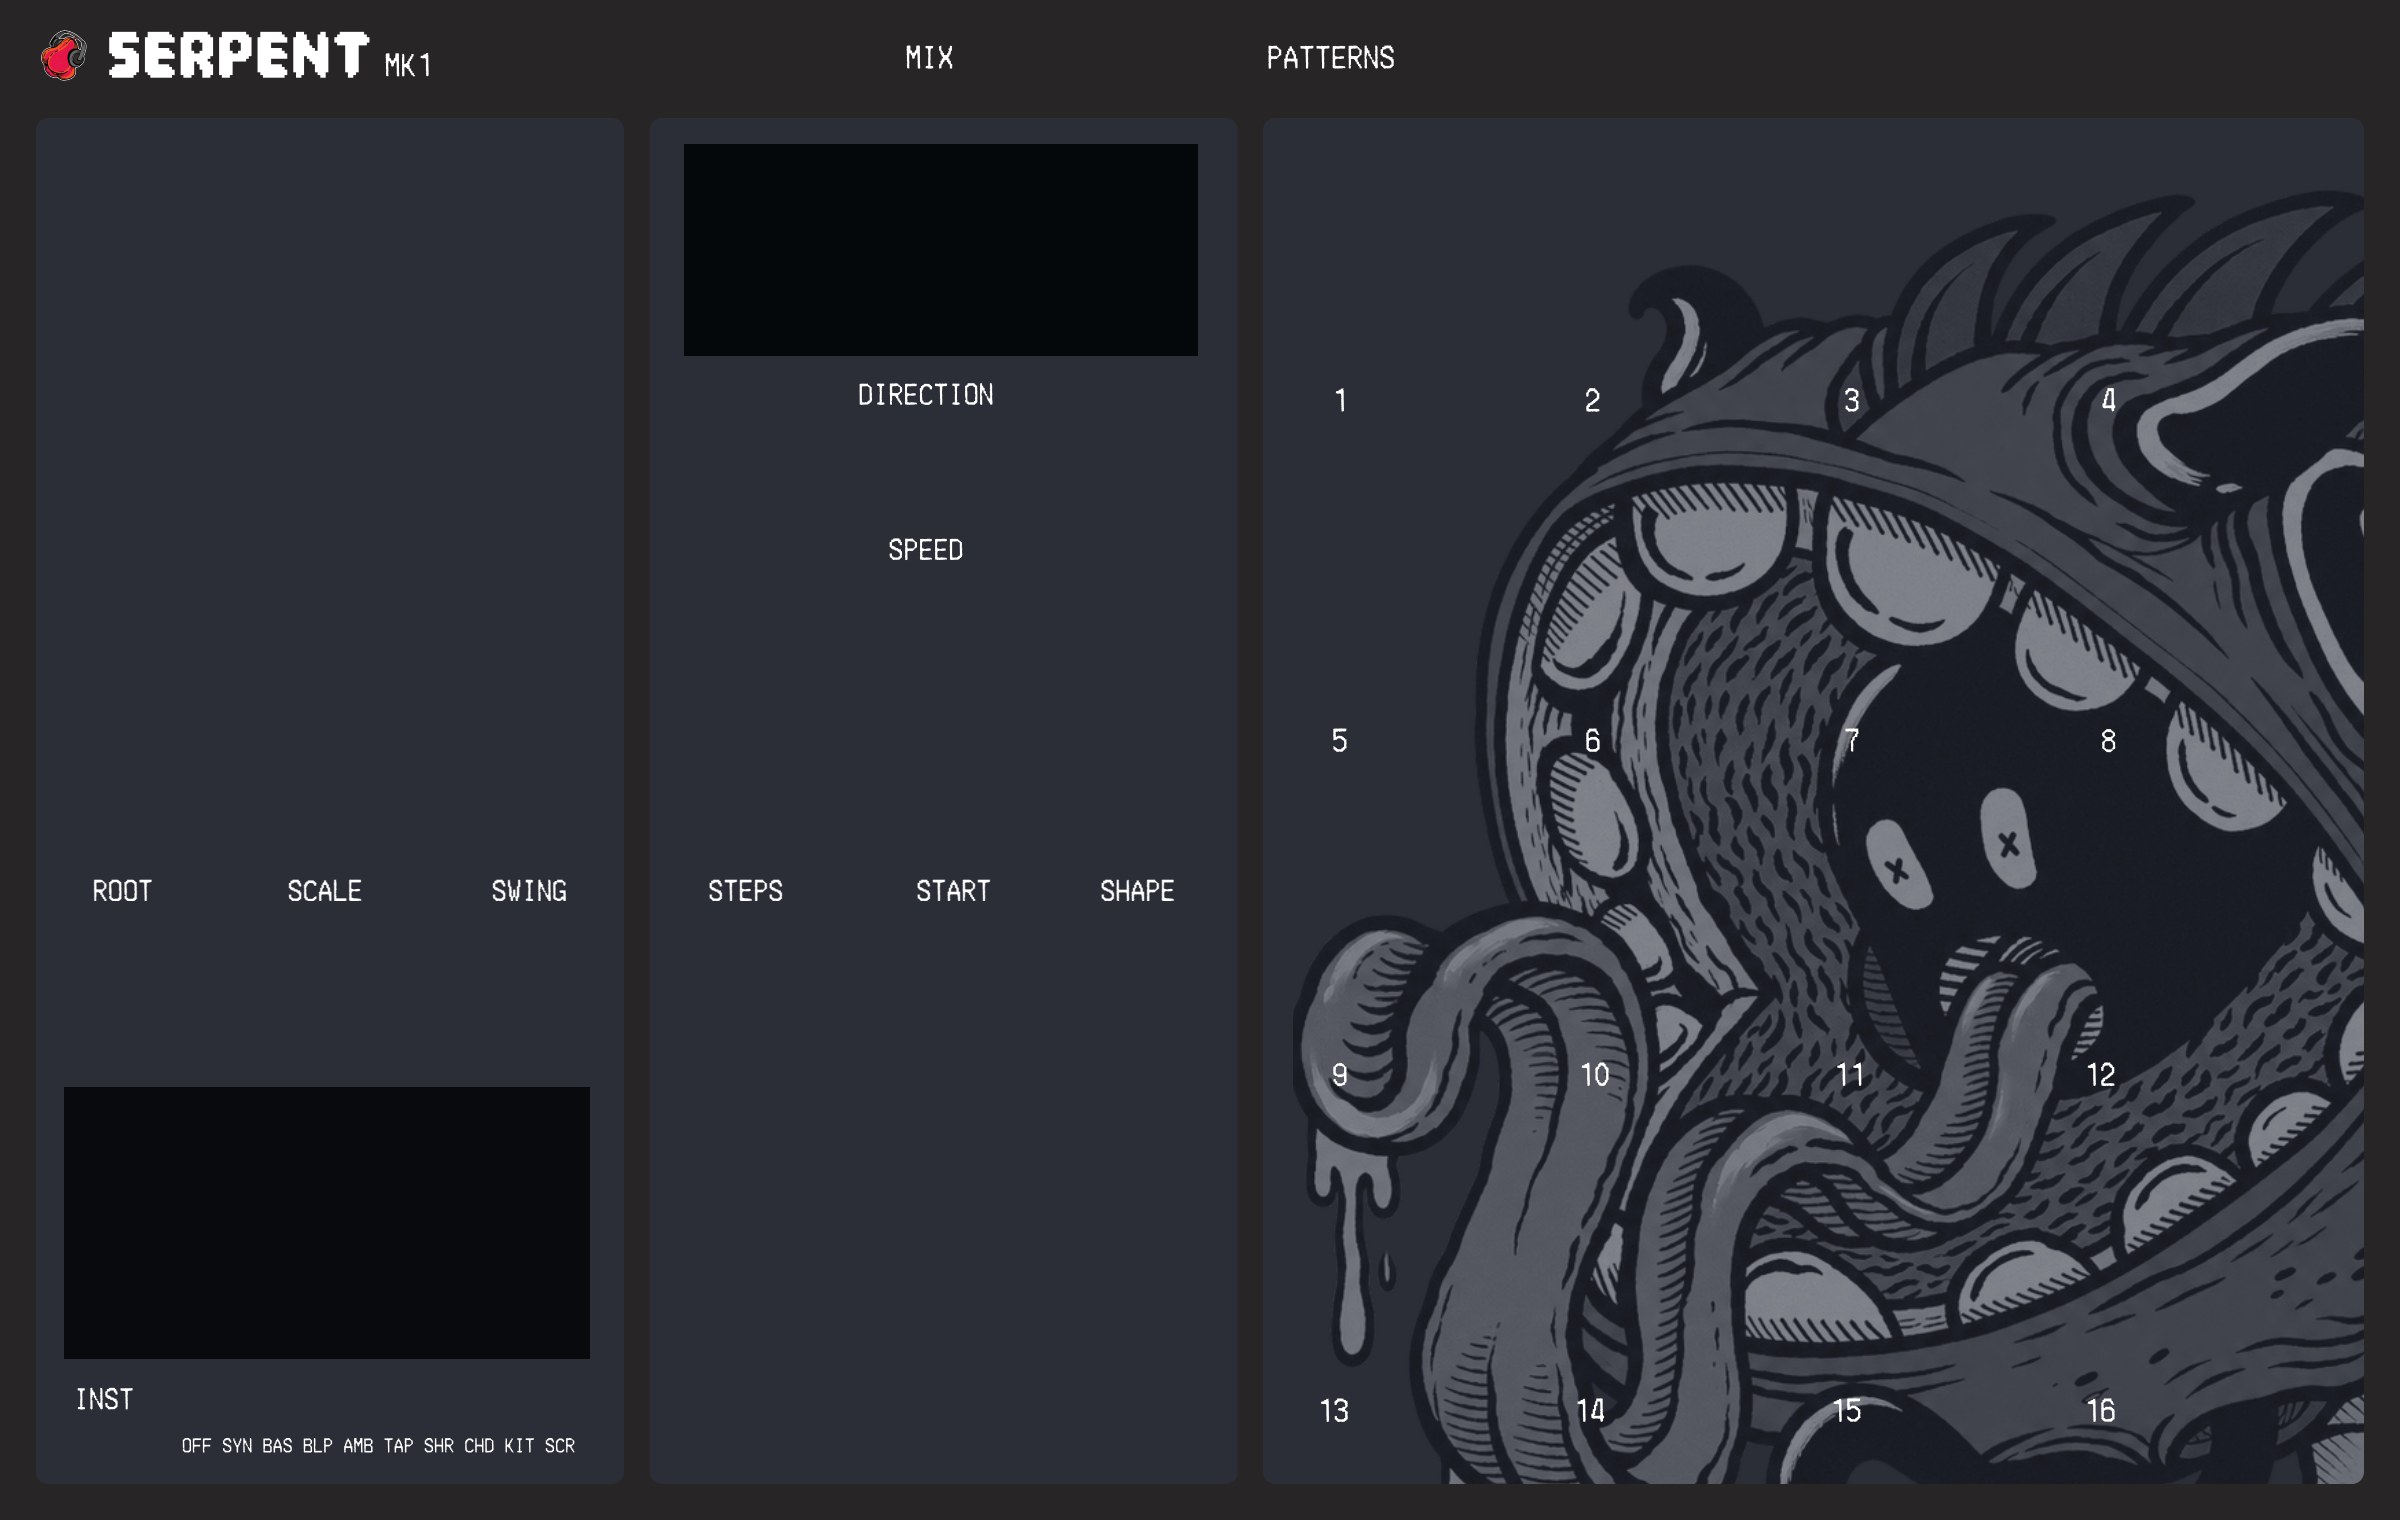 SERPENT MK1
MIX
PATTERNS
ROOT SCALE SWING
INST
OFF SYN BAS BLP AMB TAP SHR CHD KIT SCR
DIRECTION
SPEED
STEPS START SHAPE
1 2 3 4
5 6 7 8
9 10 11 12
13 14 15 16